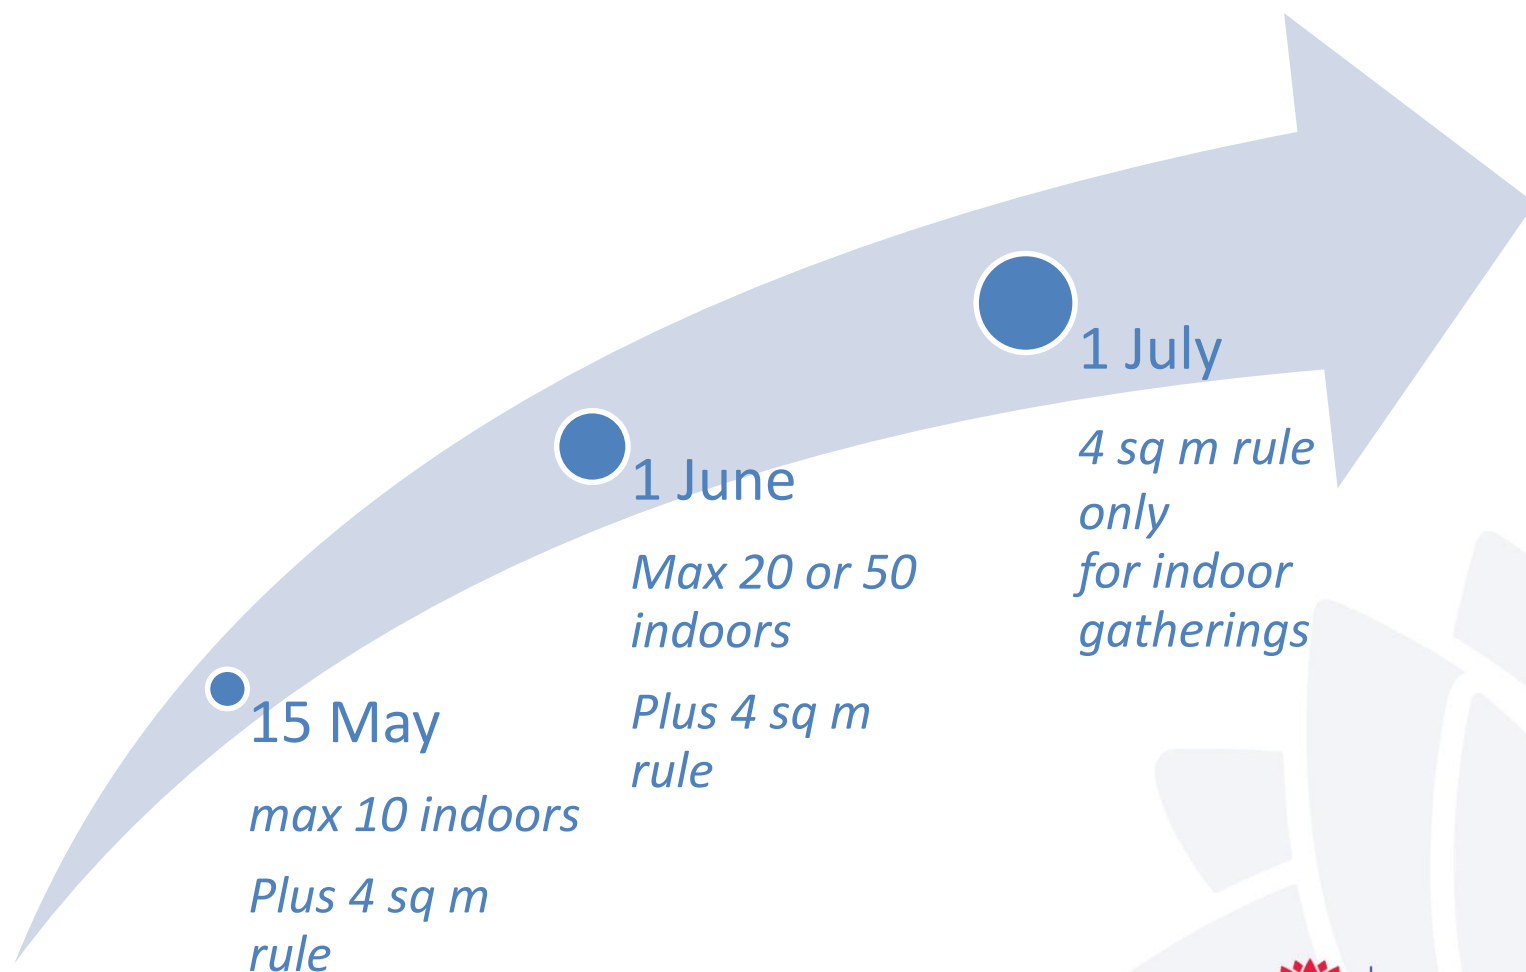 15 May
max 10 indoors
Plus 4 sq m
rule
1 June
Max 20 or 50
indoors
Plus 4 sq m
rule
1 July
4 sq m rule
only
for indoor
gatherings